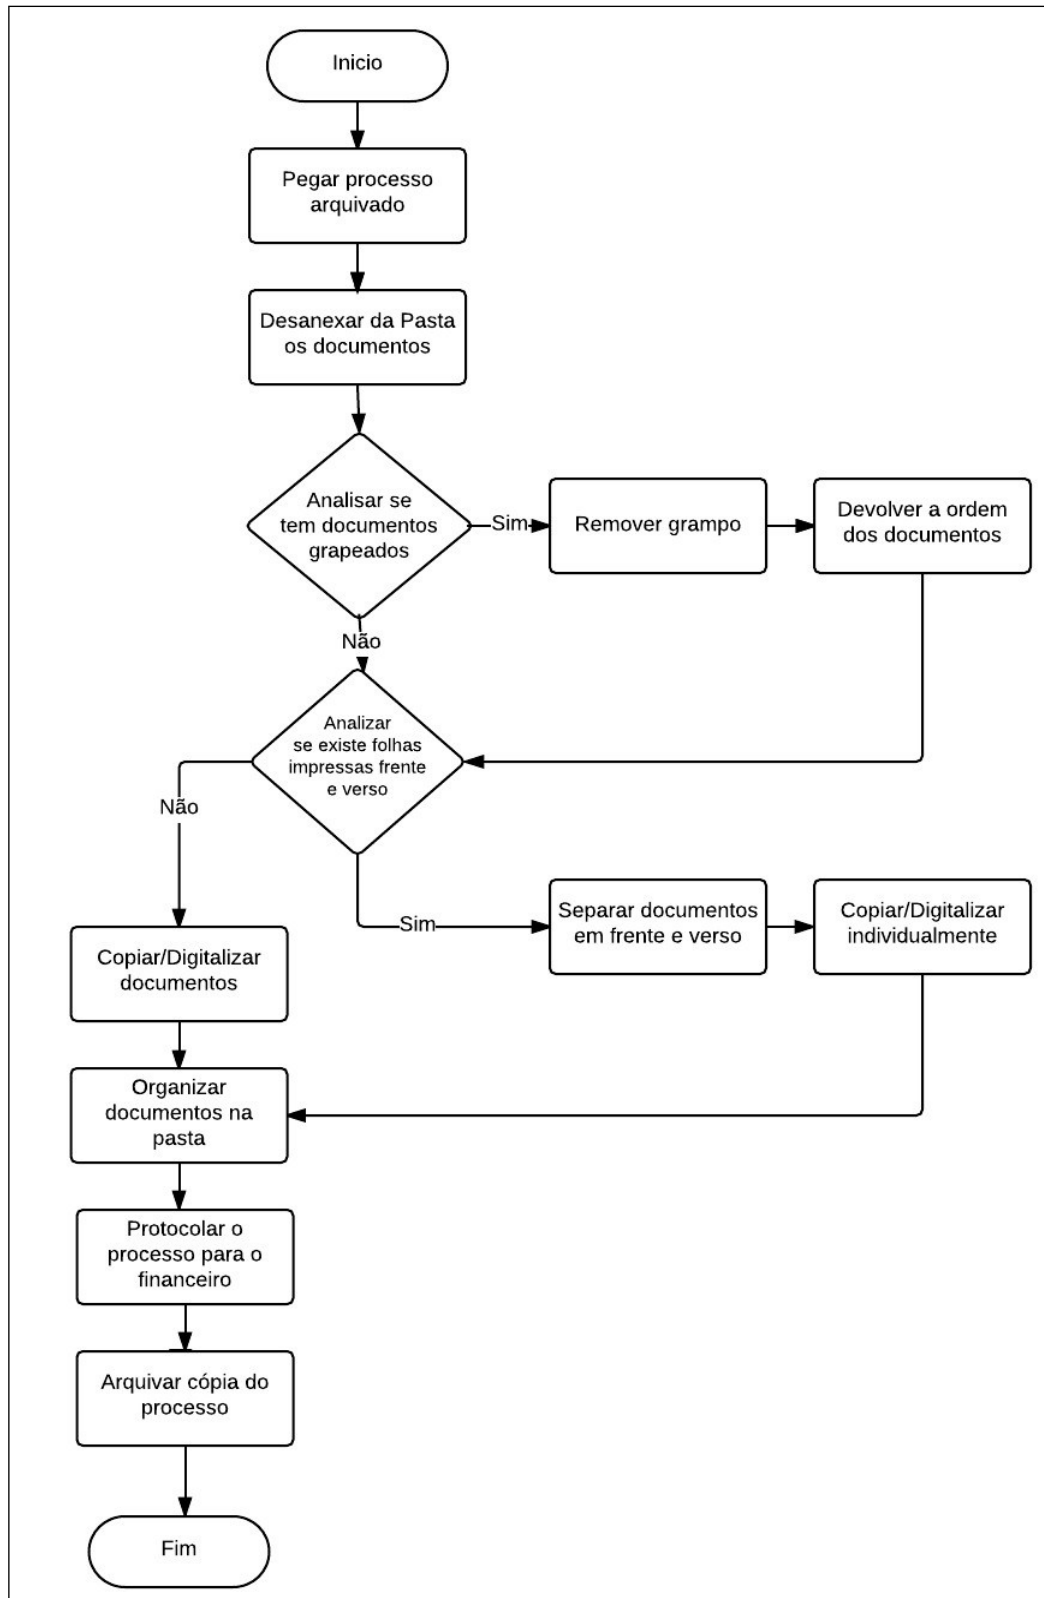 Inicio
Pegar processo
arquivado
Desanexar da Pasta
os documentos
Analisar se
tem documentos
grapeados
Sim
Remover grampo
Devolver a ordem
dos documentos
Não
Analizar
se existe folhas
impressas frente
e verso
Não
Sim
Separar documentos
em frente e verso
Copiar/Digitalizar
individualmente
Copiar/Digitalizar
documentos
Organizar
documentos na
pasta
Protocolar o
processo para o
financeiro
Arquivar cópia do
processo
Fim